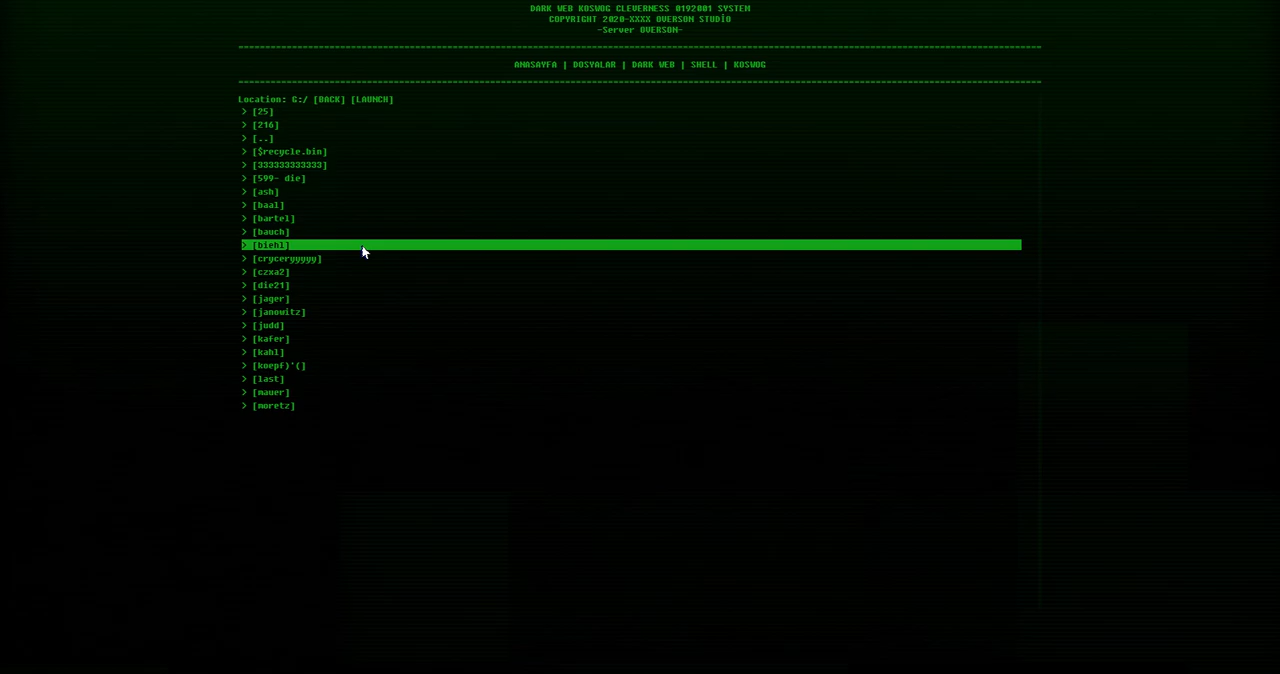 DARK WEB KOSWOG CLEVERNESS 0192001 SYSTEM
COPYRIGHT 2020-XXXX OVERSON STUDİO
-Server OVERSON-
ANASAYFA | DOSYALAR | DARK WEB | SHELL | KOSWOG
Location: G:/ [BACK] [LAUNCH]
> [25]
> [216]
> [..]
> [$recycle.bin]
> [333333333333]
> [599- die]
> [ash]
> [baal]
> [bartel]
> [bauch]
> [biehl]
> [cryceryyyyy]
> [czxa2]
> [die21]
> [jager]
> [janowitz]
> [judd]
> [kafer]
> [kahl]
> [koepf)'(]
> [last]
> [mauer]
> [moretz]